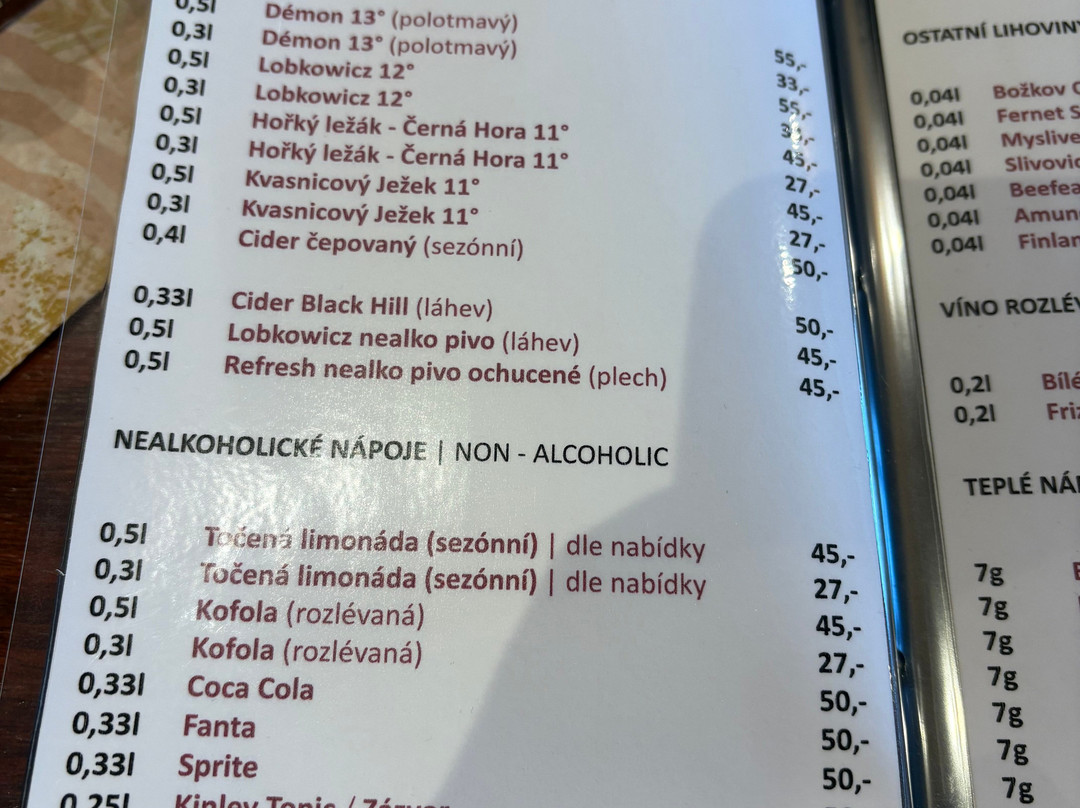 0,5l Démon 13° (polotmavý) 55,-
0,3l Démon 13° (polotmavý) 33,-
0,5l Lobkowicz 12° 55,-
0,3l Lobkowicz 12°
0,5l Hořký ležák - Černá Hora 11° 45,-
0,3l Hořký ležák - Černá Hora 11° 27,-
0,5l Kvasnicový Ježek 11° 45,-
0,3l Kvasnicový Ježek 11° 27,-
0,4l Cider čepovaný (sezónní) 50,-
0,33l Cider Black Hill (láhev) 50,-
0,5l Lobkowicz nealko pivo (láhev) 45,-
0,5l Refresh nealko pivo ochucené (plech) 45,-
NEALKOHOLICKÉ NÁPOJE | NON - ALCOHOLIC
0,5l Točená limonáda (sezónní) | dle nabídky 45,-
0,3l Točená limonáda (sezónní) | dle nabídky 27,-
0,5l Kofola (rozlévaná) 45,-
0,3l Kofola (rozlévaná) 27,-
0,33l Coca Cola 50,-
0,33l Fanta 50,-
0,33l Sprite 50,-
0,25l Kinley Tonic / Zázvor
OSTATNÍ LIHOVINY
0,04l Božkov
0,04l Fernet S
0,04l Myslive
0,04l Slivovic
0,04l Beefea
0,04l Amun
0,04l Finlan
VÍNO ROZLÉV
0,2l Bílé
0,2l Friz
TEPLÉ NÁ
7g
7g
7g
7g
7g
7g
7g